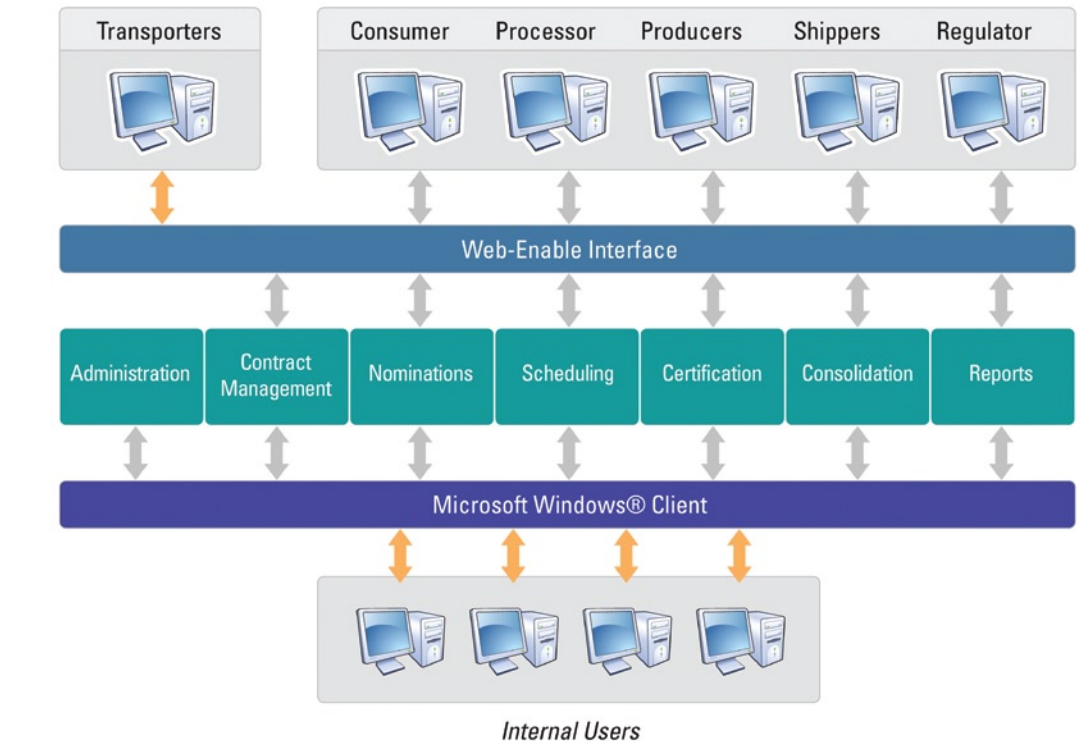 Transporters
Consumer Processor Producers Shippers Regulator
Web-Enable Interface
Administration
Contract
Management
Nominations
Scheduling
Certification
Consolidation
Reports
Microsoft Windows® Client
Internal Users